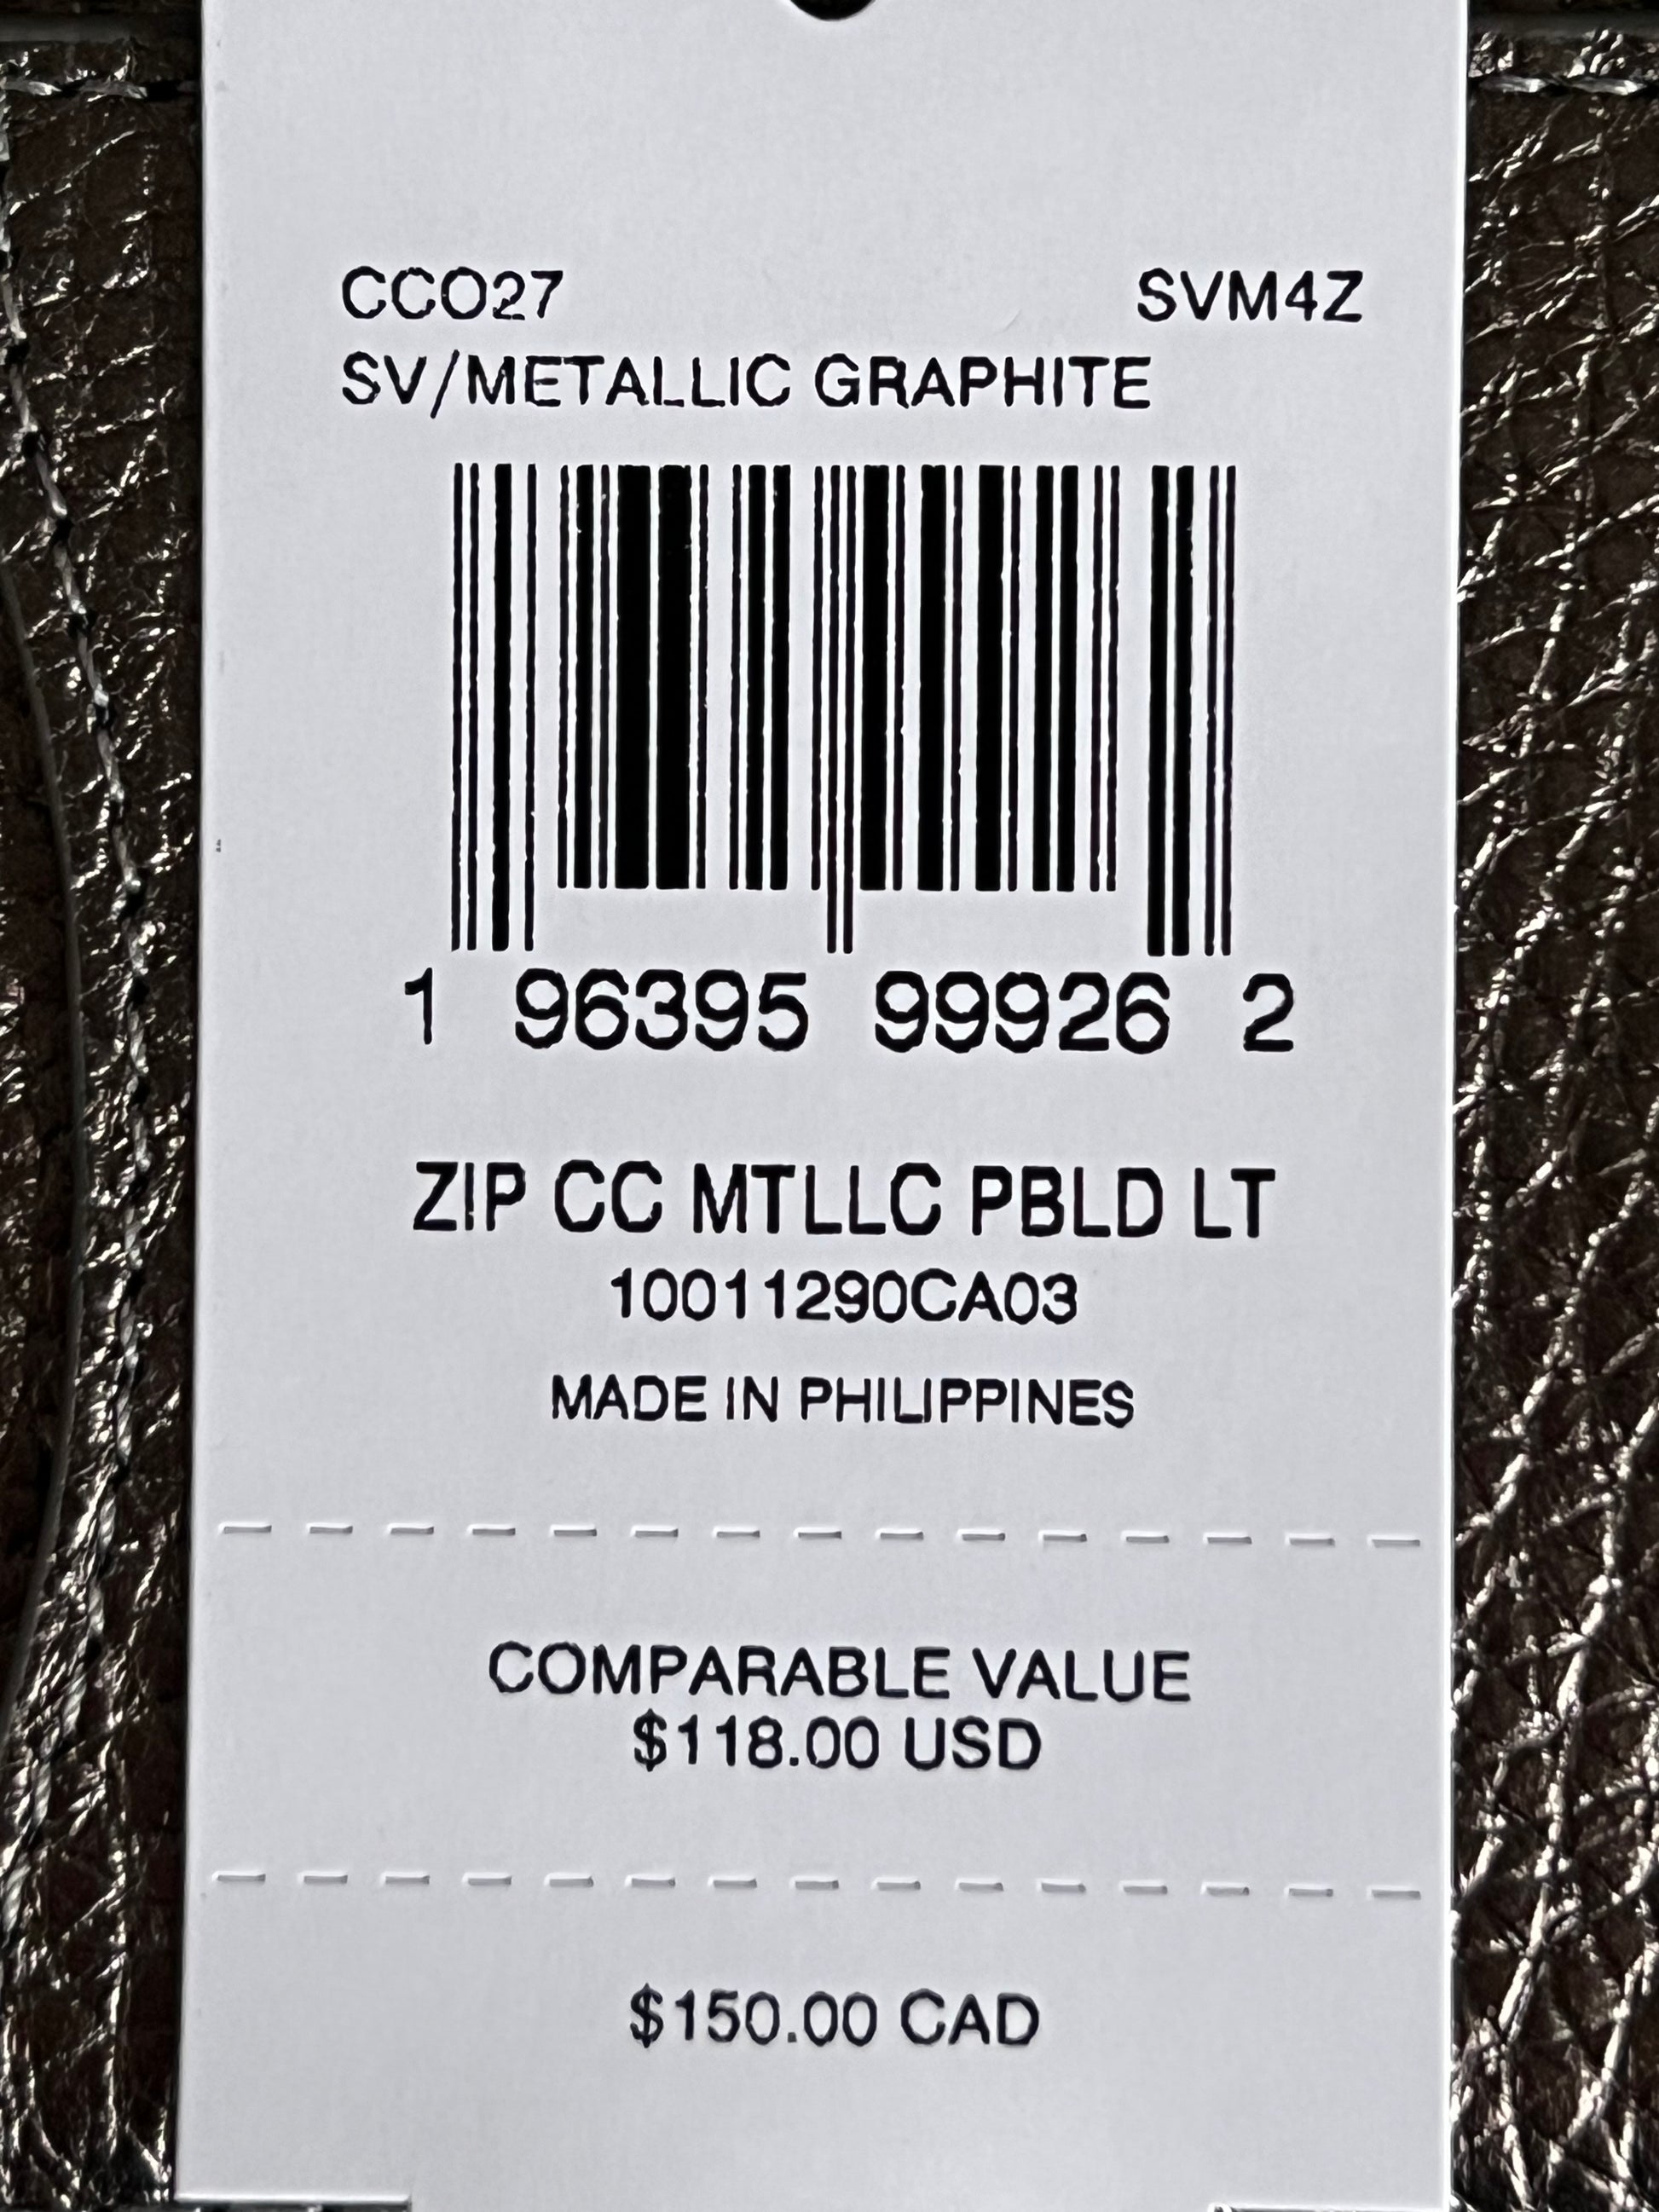 CCO27 SVM4Z
SV/METALLIC GRAPHITE
1 96395 99926 2
ZIP CC MTLLC PBLD LT
10011290CA03
MADE IN PHILIPPINES
COMPARABLE VALUE
$118.00 USD
$150.00 CAD